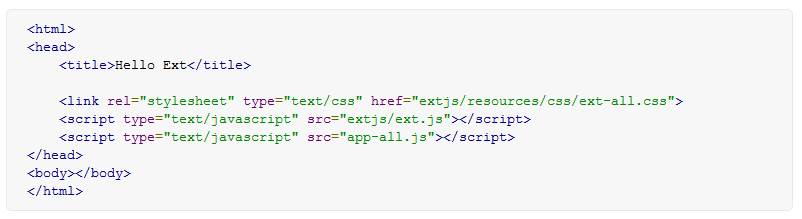 <html>
<head>
    <title>Hello Ext</title>

    <link rel="stylesheet" type="text/css" href="extjs/resources/css/ext-all.css">
    <script type="text/javascript" src="extjs/ext.js"></script>
    <script type="text/javascript" src="app-all.js"></script>
</head>
<body></body>
</html>